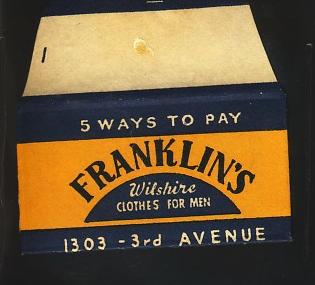 5 WAYS TO PAY
FRANKLIN'S
Wilshire
CLOTHES FOR MEN
1303 - 3rd AVENUE